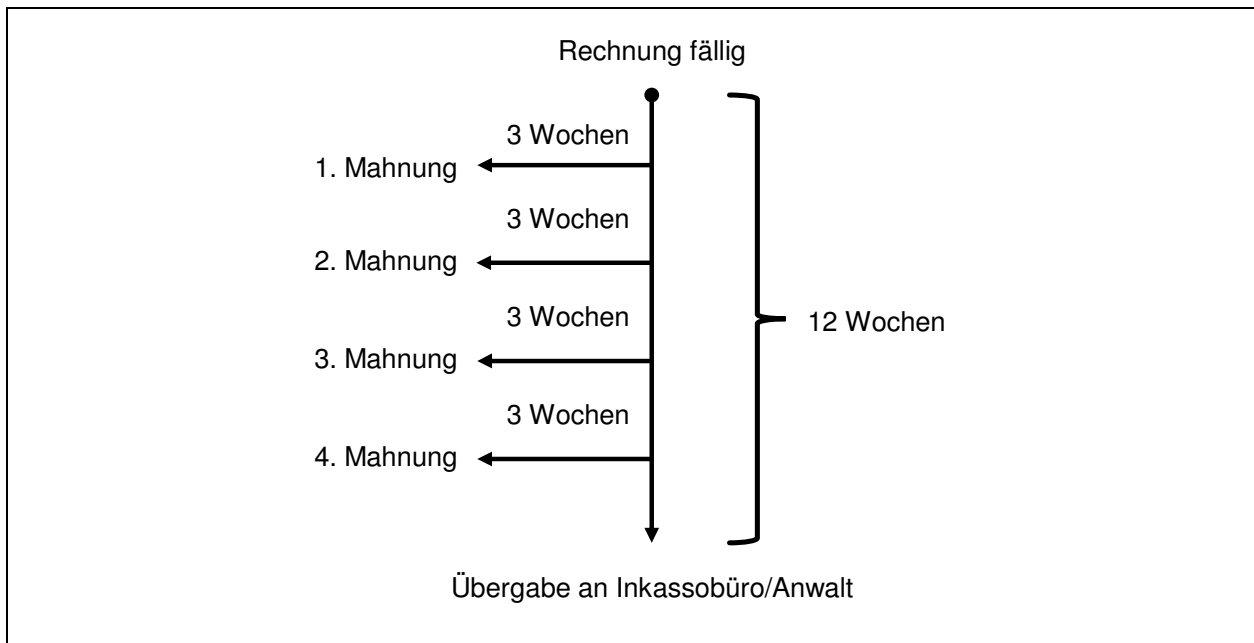 Rechnung fällig
3 Wochen
1. Mahnung
3 Wochen
2. Mahnung
3 Wochen
12 Wochen
3. Mahnung
3 Wochen
4. Mahnung
Übergabe an Inkassobüro/Anwalt